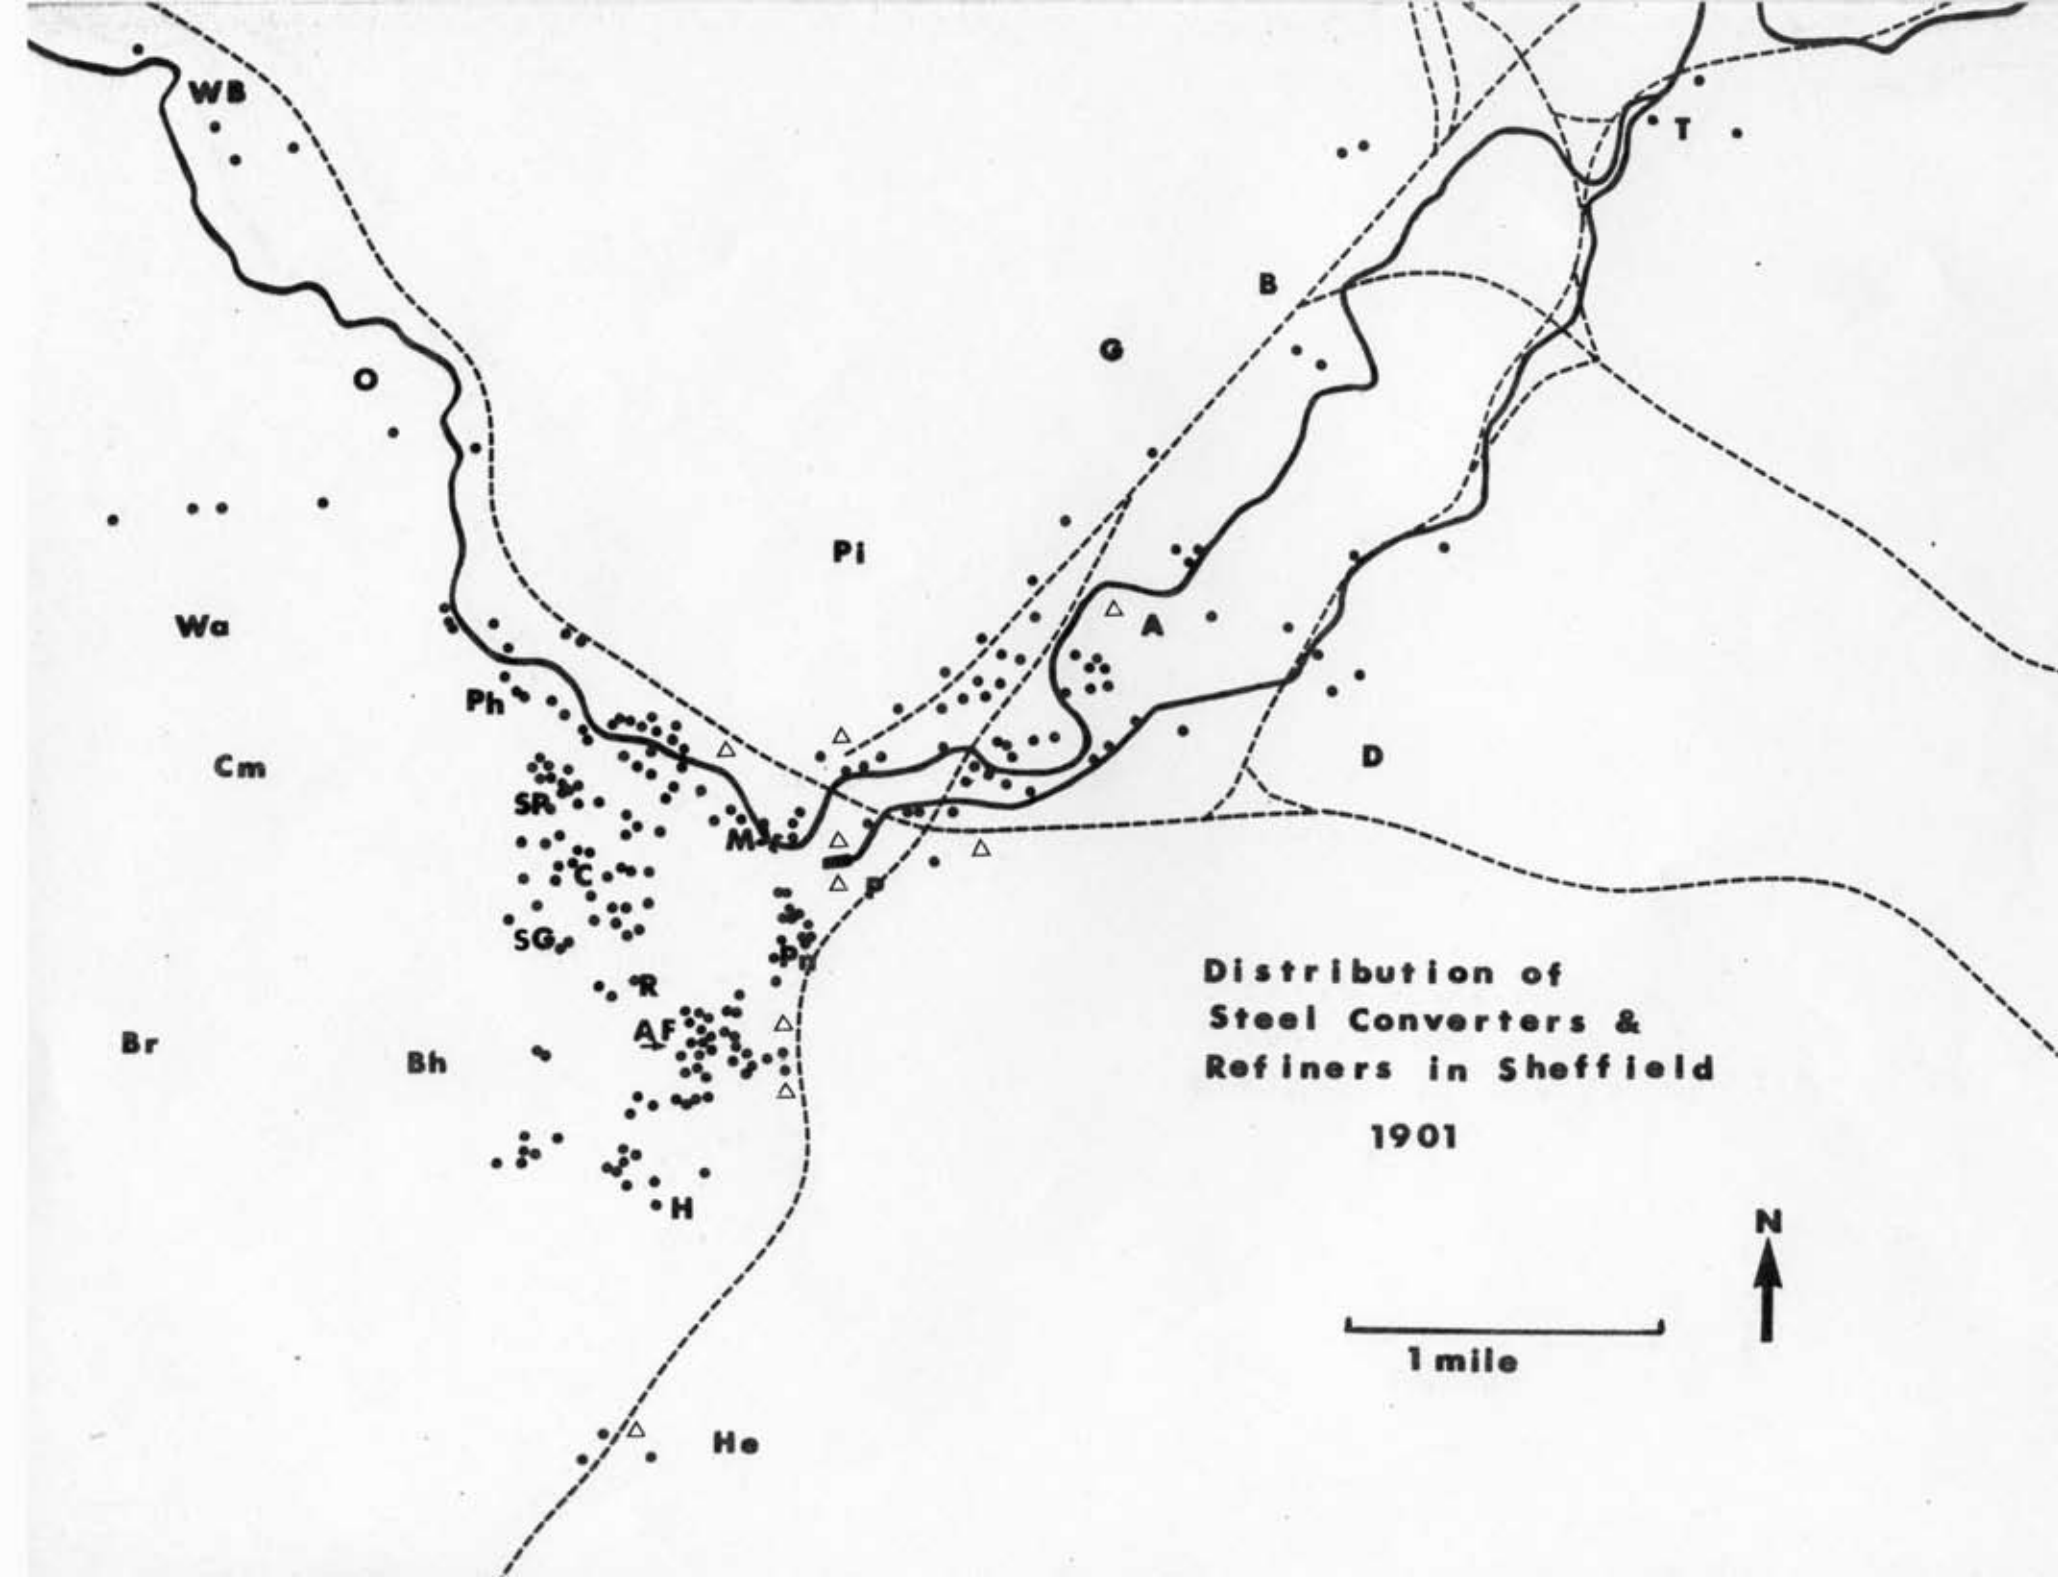 WB
T
B
G
O
Pi
Wa
A
Ph
Cm
D
SP
M
C
P
SG
Pn
Distribution of
R
Steel Converters &
AF
Br
Bh
Refiners in Sheffield
1901
H
N
1 mile
He